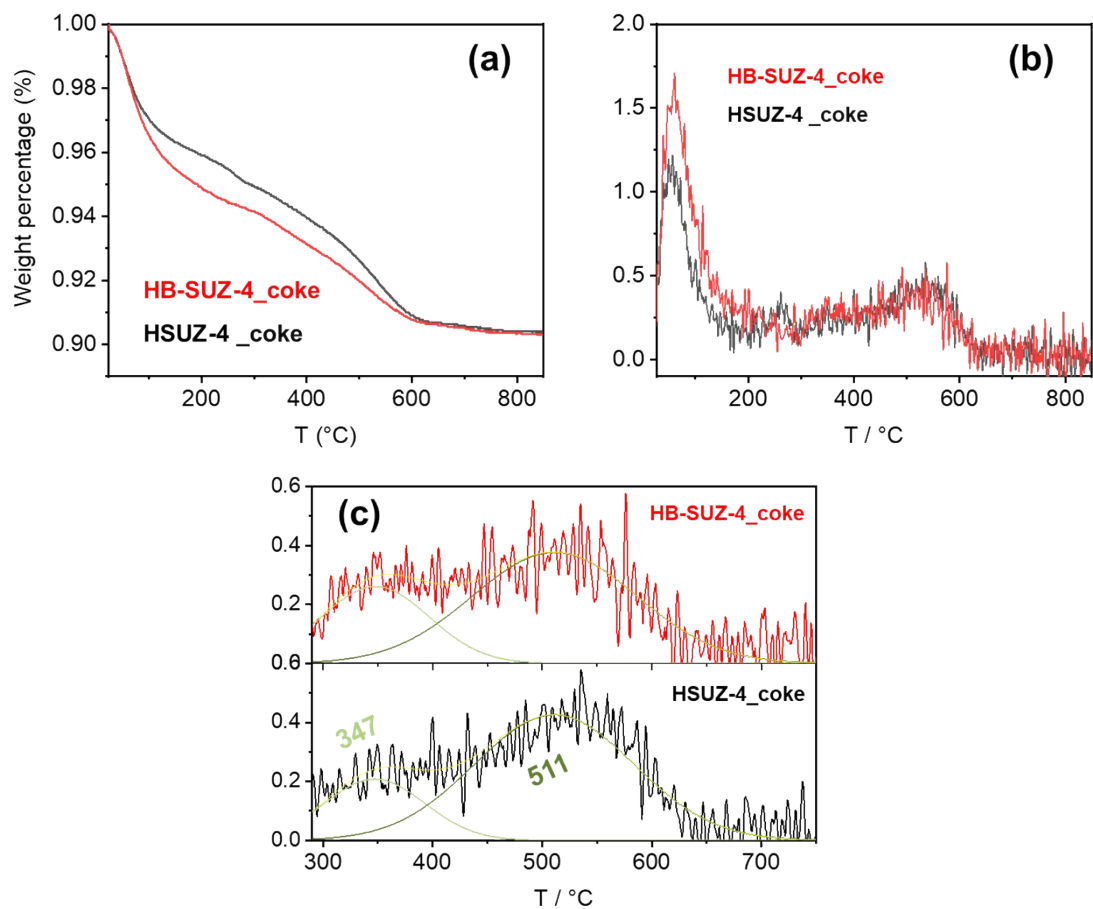 (a)
1.00
0.98
0.96
0.94
0.92
0.90
Weight percentage (%)
HB-SUZ-4_coke
HSUZ-4 _coke
200
400
600
800
T (°C)
(b)
2.0
1.5
1.0
0.5
0.0
HB-SUZ-4_coke
HSUZ-4 _coke
200
400
600
800
T / °C
(c)
0.6
0.4
0.2
0.6
HB-SUZ-4_coke
HSUZ-4_coke
0.4
0.2
0.0
347
511
300
400
500
600
700
T / °C